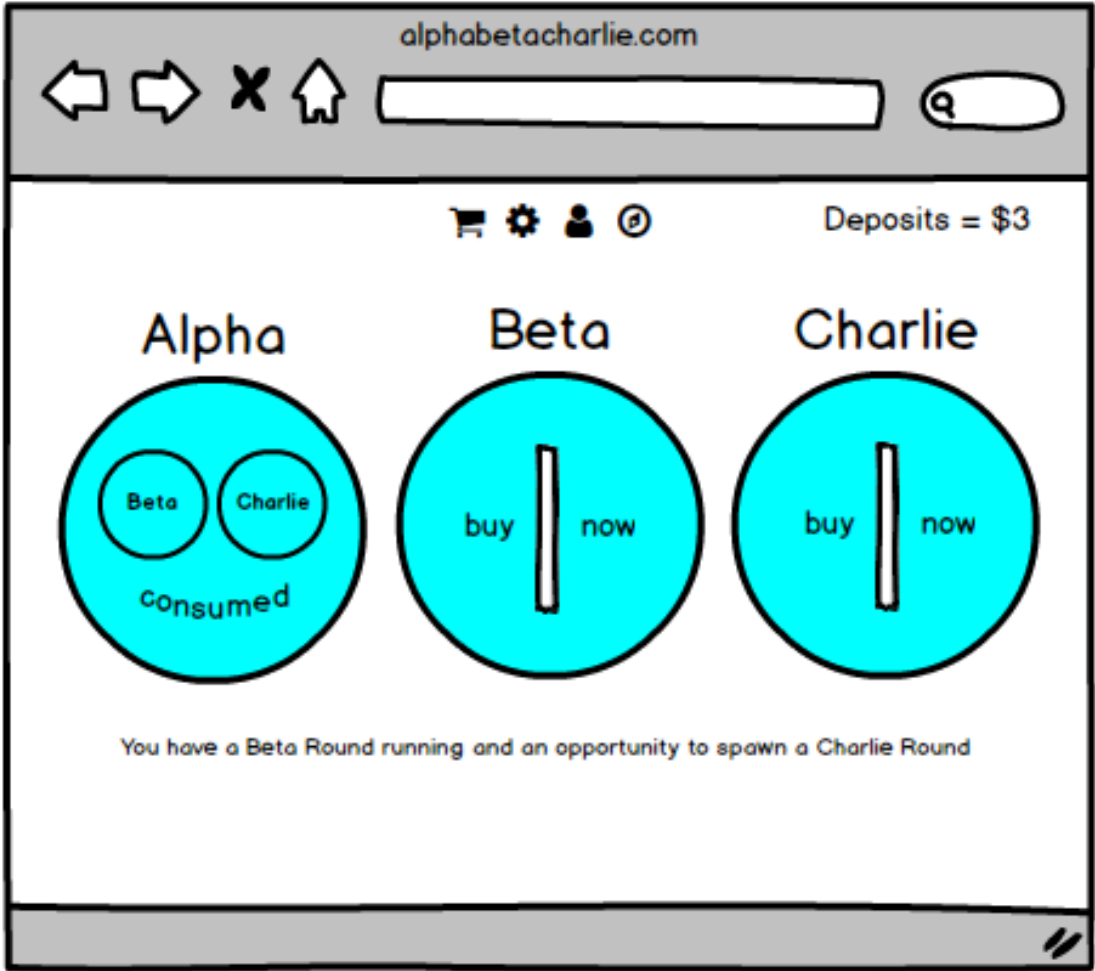 alphabetacharlie.com
Deposits = $3
Alpha
Beta
Charlie
Beta
Charlie
consumed
buy now
buy now
You have a Beta Round running and an opportunity to spawn a Charlie Round